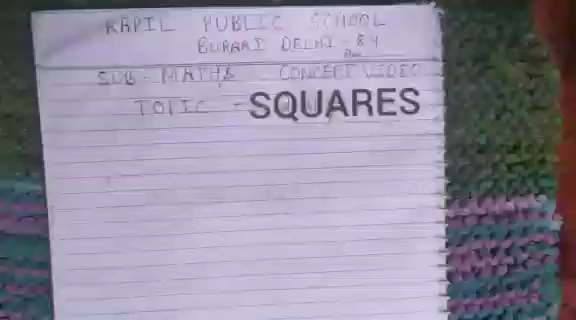 KAPIL PUBLIC SCHOOL
BURARI DELHI - 84
SUB - MATHS CONCEPT VIDEO
TOPIC - SQUARES